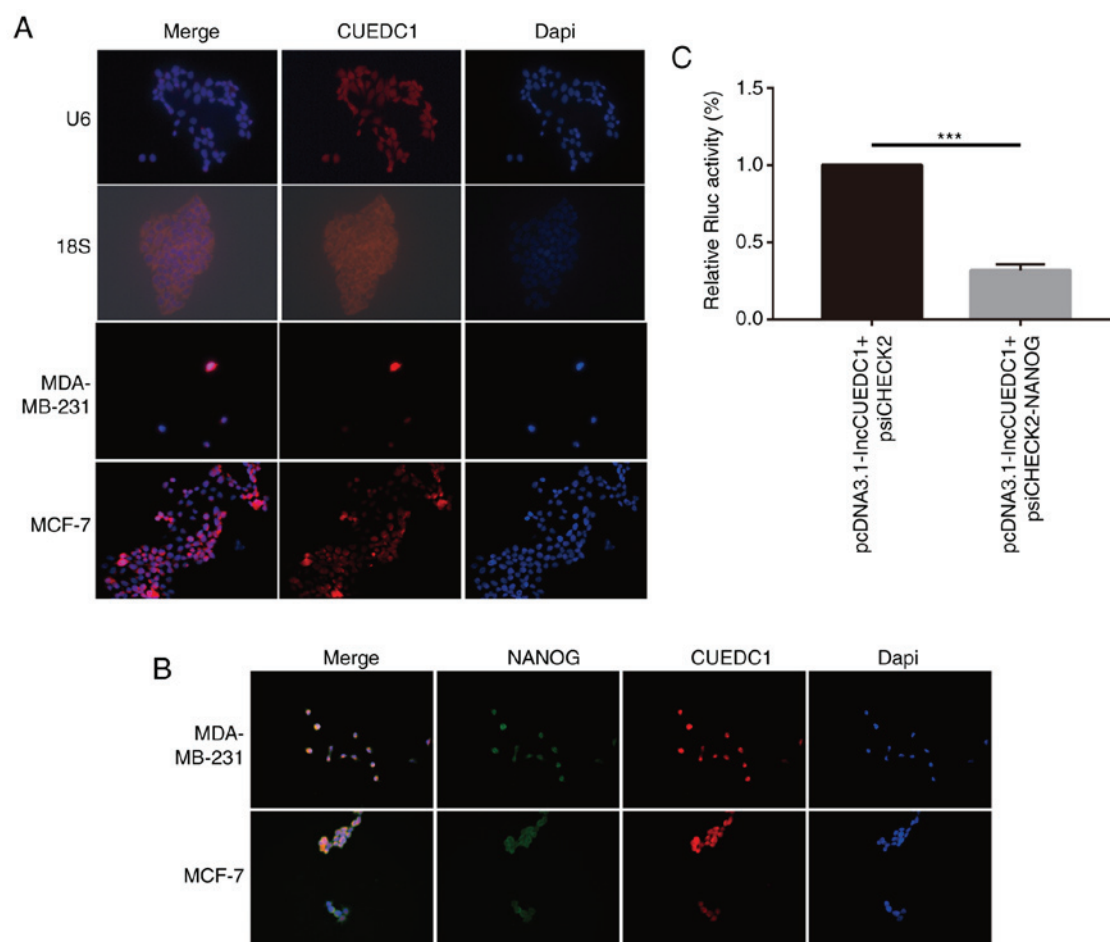 A
Merge CUEDC1 Dapi
U6
18S
MDA-
MB-231
MCF-7
C
Relative Rluc activity (%)
1.5
1.0
0.5
0.0
***
pcDNA3.1-lncCUEDC1+
psiCHECK2
pcDNA3.1-lncCUEDC1+
psiCHECK2-NANOG
B
Merge NANOG CUEDC1 Dapi
MDA-
MB-231
MCF-7